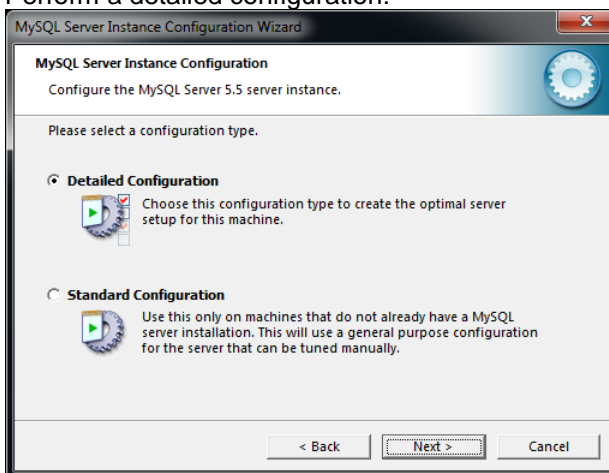 Perform a detailed configuration.
MySQL Server Instance Configuration Wizard
MySQL Server Instance Configuration
Configure the MySQL Server 5.5 server instance.
Please select a configuration type.
Detailed Configuration
Choose this configuration type to create the optimal server
setup for this machine.
Standard Configuration
Use this only on machines that do not already have a MySQL
server installation. This will use a general purpose configuration
for the server that can be tuned manually.
< Back
Next >
Cancel